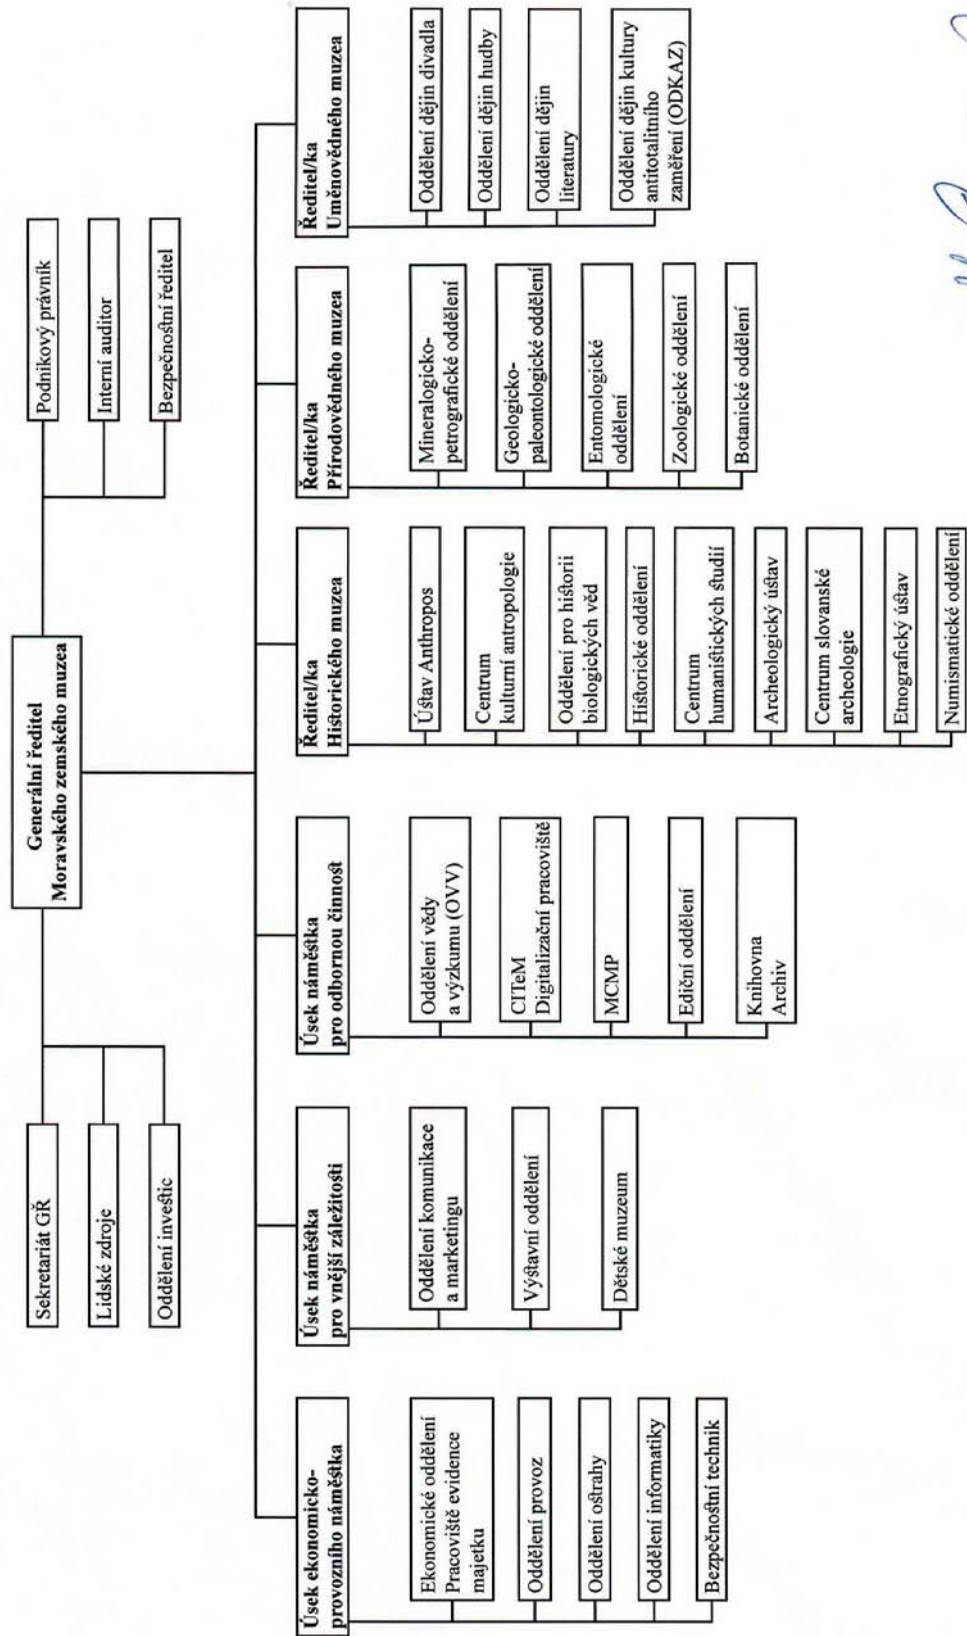 Generální ředitel
Moravského zemského muzea
Sekretariát GŘ
Lidské zdroje
Oddělení investic
Podnikový právník
Interní auditor
Bezpečnostní ředitel
Úsek ekonomicko-
provozního náměstka
Ekonomické oddělení
Pracoviště evidence
majetku
Oddělení provoz
Oddělení ostrahy
Oddělení informatiky
Bezpečnostní technik
Úsek náměstka
pro vnější záležitosti
Oddělení komunikace
a marketingu
Výstavní oddělení
Dětské muzeum
Úsek náměstka
pro odbornou činnost
Oddělení vědy
a výzkumu (OVV)
CITeM
Digitalizační pracoviště
MCMP
Ediční oddělení
Knihovna
Archiv
Ředitel/ka
Historického muzea
Ústav Anthropos
Centrum
kulturní antropologie
Oddělení pro historii
biologických věd
Historické oddělení
Centrum
humanistických studií
Archeologický ústav
Centrum slovanské
archeologie
Etnografický ústav
Numismatické oddělení
Ředitel/ka
Přírodovědného muzea
Mineralogicko-
petrografické oddělení
Geologicko-
paleontologické oddělení
Entomologické
oddělení
Zoologické oddělení
Botanické oddělení
Ředitel/ka
Uměnovědného muzea
Oddělení dějin divadla
Oddělení dějin hudby
Oddělení dějin
literatury
Oddělení dějin kultury
antitotalitního
zaměření (ODKAZ)